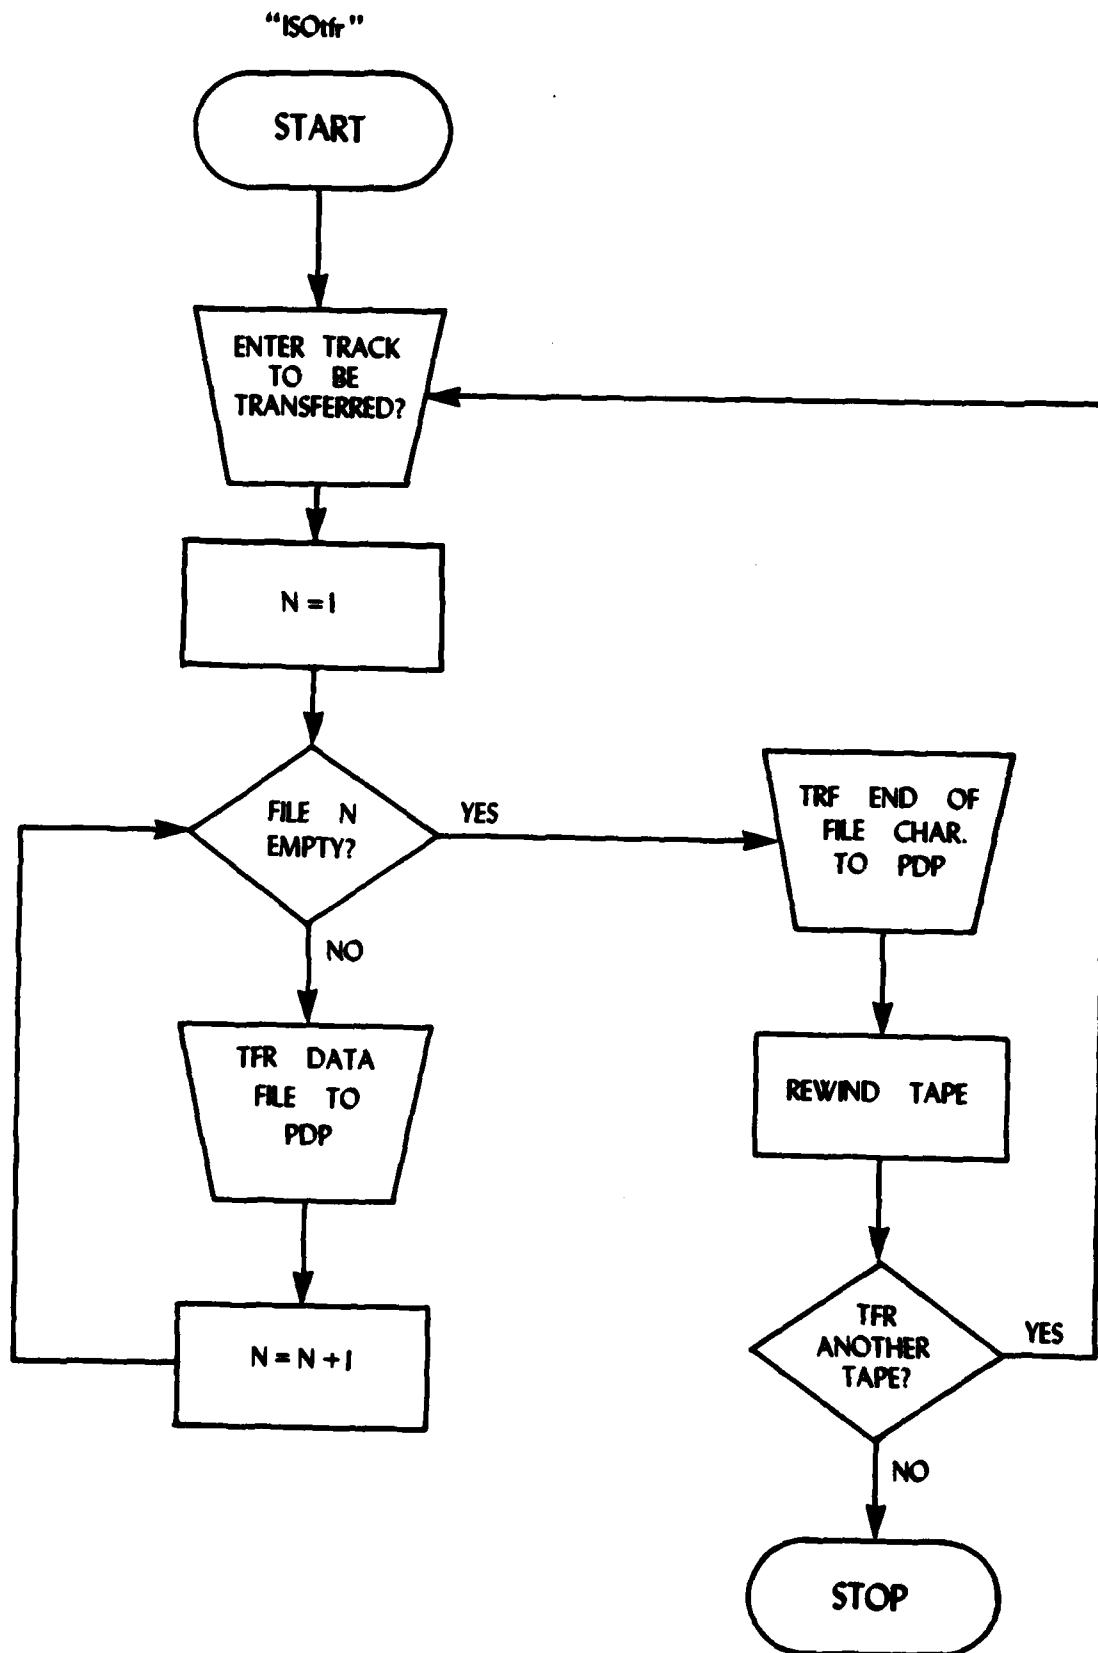 "ISOtfr"
START
ENTER TRACK
TO BE
TRANSFERRED?
N = 1
FILE N
EMPTY?
YES
NO
TFR DATA
FILE TO
PDP
N = N + 1
TRF END OF
FILE CHAR.
TO PDP
REWIND TAPE
TFR
ANOTHER
TAPE?
YES
NO
STOP